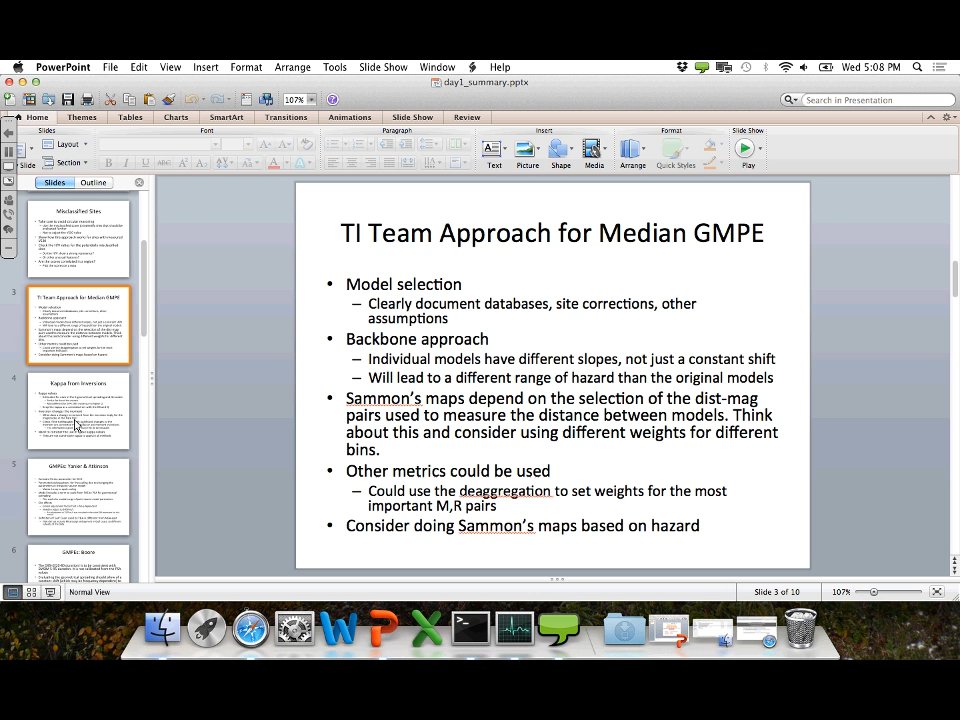 PowerPoint File Edit View Insert Format Arrange Tools Slide Show Window Help Wed 5:08 PM
day1_summary.pptx
107% Search in Presentation
Home Themes Tables Charts SmartArt Transitions Animations Slide Show Review
Slides Font Paragraph Insert Format Slide Show
Layout
Slide Section Text Picture Shape Media Arrange Quick Styles Play
Slides Outline
Misclassified Sites
3
TI Team Approach for Median GMPE
4
Kappa from Inversions
5
GMPEs: Yenier & Atkinson
6
GMPEs: Boore
TI Team Approach for Median GMPE
• Model selection
– Clearly document databases, site corrections, other
assumptions
• Backbone approach
– Individual models have different slopes, not just a constant shift
– Will lead to a different range of hazard than the original models
• Sammon's maps depend on the selection of the dist-mag
pairs used to measure the distance between models. Think
about this and consider using different weights for different
bins.
• Other metrics could be used
– Could use the deaggregation to set weights for the most
important M,R pairs
• Consider doing Sammon's maps based on hazard
Normal View Slide 3 of 10 107%